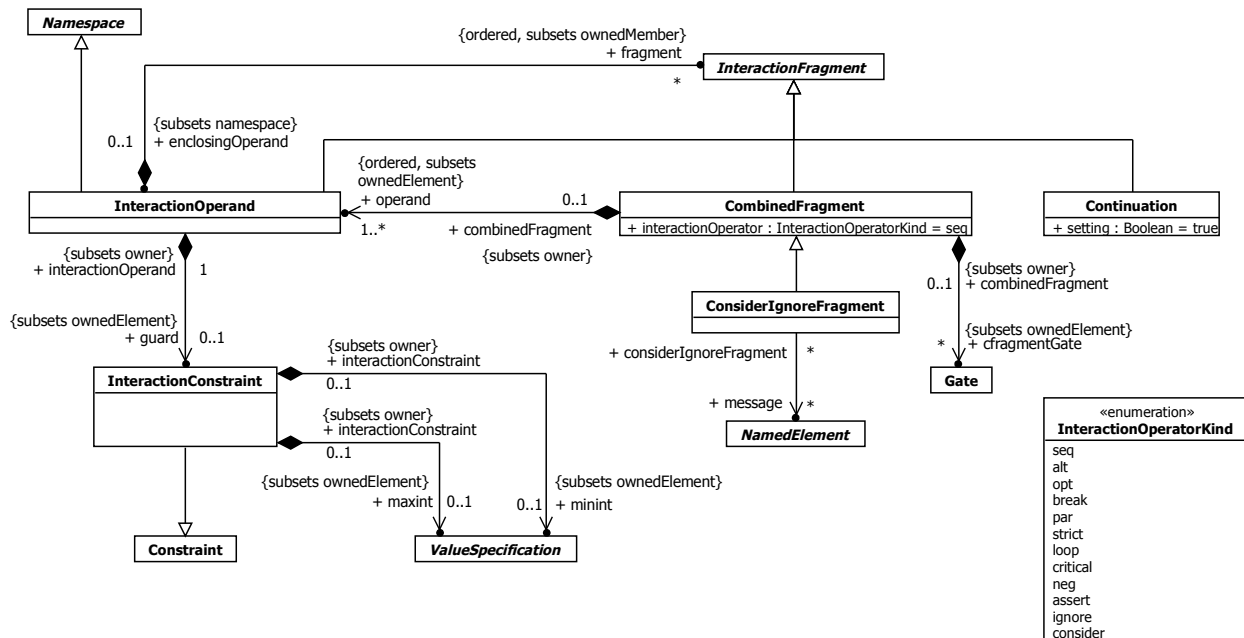 Namespace
{ordered, subsets ownedMember}
+ fragment
*
InteractionFragment
{subsets namespace}
0..1
+ enclosingOperand
{ordered, subsets
ownedElement}
+ operand
1..*
0..1
+ combinedFragment
{subsets owner}
InteractionOperand
CombinedFragment
+ interactionOperator : InteractionOperatorKind = seq
Continuation
+ setting : Boolean = true
{subsets owner}
+ interactionOperand
1
{subsets ownedElement}
+ guard
0..1
{subsets owner}
0..1
+ combinedFragment
{subsets ownedElement}
*
+ cfragmentGate
ConsiderIgnoreFragment
+ considerIgnoreFragment
*
+ message
*
NamedElement
Gate
InteractionConstraint
{subsets owner}
+ interactionConstraint
0..1
{subsets owner}
+ interactionConstraint
0..1
{subsets ownedElement}
+ maxint
0..1
{subsets ownedElement}
0..1
+ minint
Constraint
ValueSpecification
«enumeration»
InteractionOperatorKind
seq
alt
opt
break
par
strict
loop
critical
neg
assert
ignore
consider